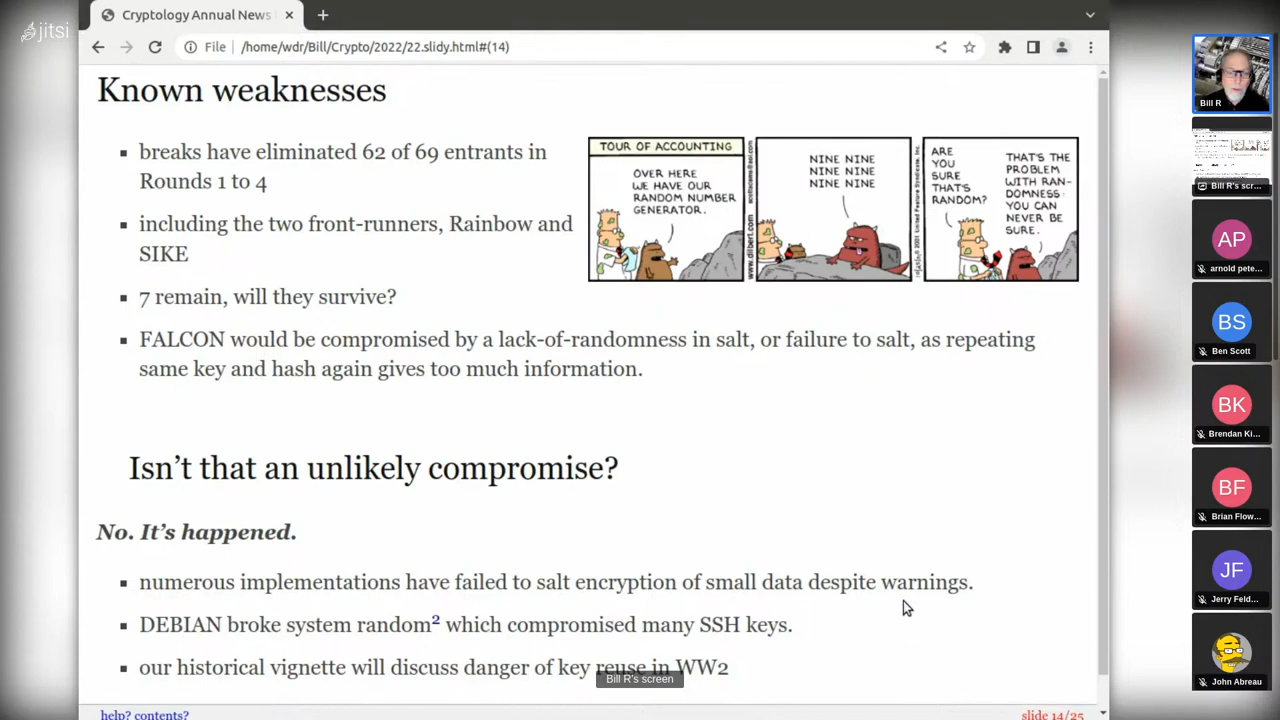 jitsi
Cryptology Annual News
File
/home/wdr/Bill/Crypto/2022/22.slidy.html#(14)
Known weaknesses
breaks have eliminated 62 of 69 entrants in
Rounds 1 to 4
including the two front-runners, Rainbow and
SIKE
7 remain, will they survive?
FALCON would be compromised by a lack-of-randomness in salt, or failure to salt, as repeating
same key and hash again gives too much information.
TOUR OF ACCOUNTING
OVER HERE
WE HAVE OUR
RANDOM NUMBER
GENERATOR.
www.dilbert.com
NINE NINE
NINE NINE
NINE NINE
ARE
YOU
SURE
THAT'S
RANDOM?
THAT'S THE
PROBLEM
WITH RAN-
DOMNESS:
YOU CAN
NEVER BE
SURE.
Isn't that an unlikely compromise?
No. It's happened.
numerous implementations have failed to salt encryption of small data despite warnings.
DEBIAN broke system random2 which compromised many SSH keys.
our historical vignette will discuss danger of key reuse in WW2
Bill R's screen
help? contents?
slide 14/25
Bill R
Bill R's scr...
AP
arnold pete...
BS
Ben Scott
BK
Brendan Ki...
BF
Brian Flow...
JF
Jerry Feld...
John Abreau